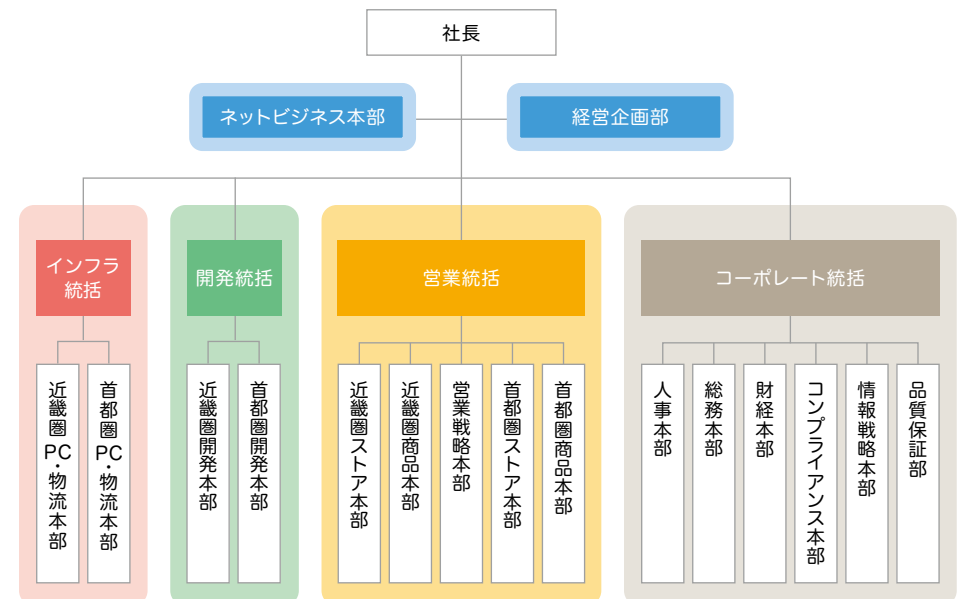 社長
ネットビジネス本部
経営企画部
インフラ
統括
開発統括
営業統括
コーポレート統括
近畿圏PC・物流本部
首都圏PC・物流本部
近畿圏開発本部
首都圏開発本部
近畿圏ストア本部
近畿圏商品本部
営業戦略本部
首都圏ストア本部
首都圏商品本部
人事本部
総務本部
財経本部
コンプライアンス本部
情報戦略本部
品質保証部